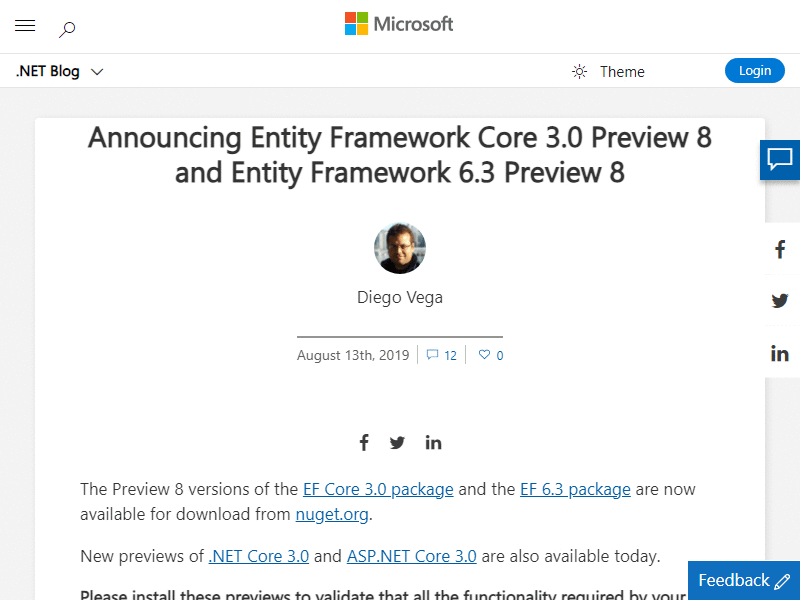 Microsoft
.NET Blog
Theme
Login
Announcing Entity Framework Core 3.0 Preview 8
and Entity Framework 6.3 Preview 8
Diego Vega
August 13th, 2019 12 0
The Preview 8 versions of the EF Core 3.0 package and the EF 6.3 package are now
available for download from nuget.org.
New previews of .NET Core 3.0 and ASP.NET Core 3.0 are also available today.
Please install these previews to validate that all the functionality required by your
Feedback